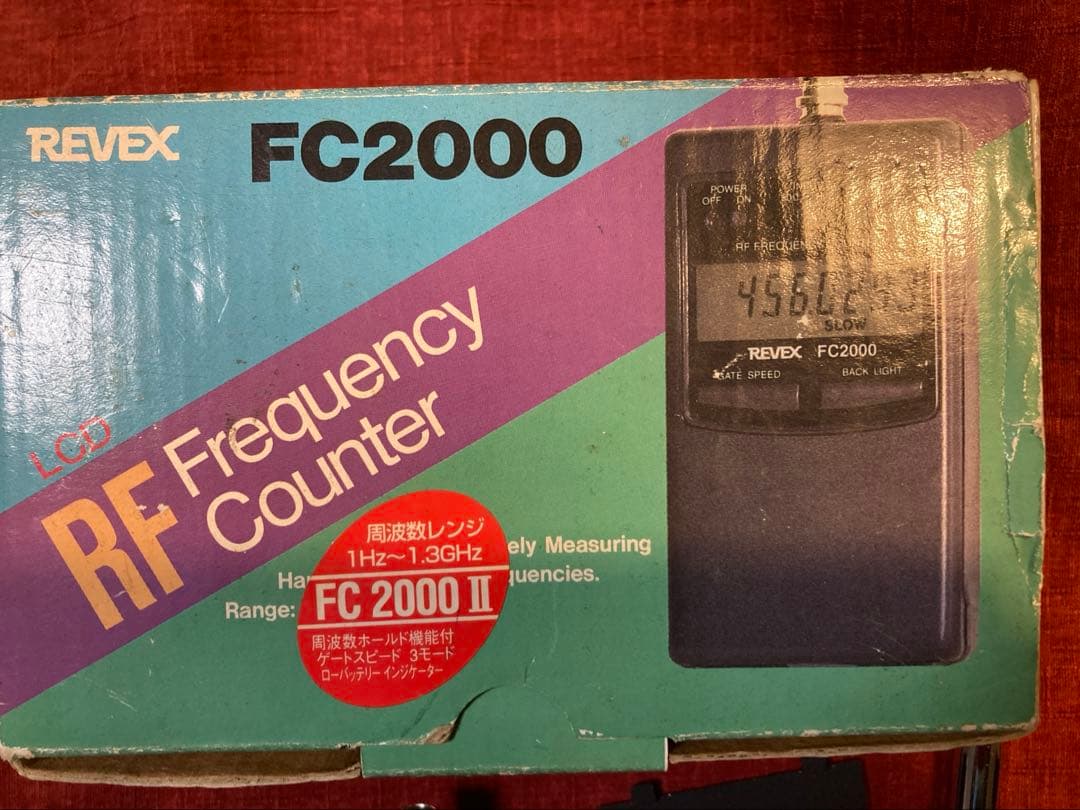 REVEX
FC2000
LCD
RF Frequency
Counter
周波数レンジ
1Hz～1.3GHz
FC 2000 II
周波数ホールド機能付
ゲートスピード 3モード
ローバッテリーインジケーター
ely Measuring
quencies.
Range:
POWER
OFF ON
RF FREQUEN
SLOW
REVEX FC2000
GATE SPEED BACK LIGHT